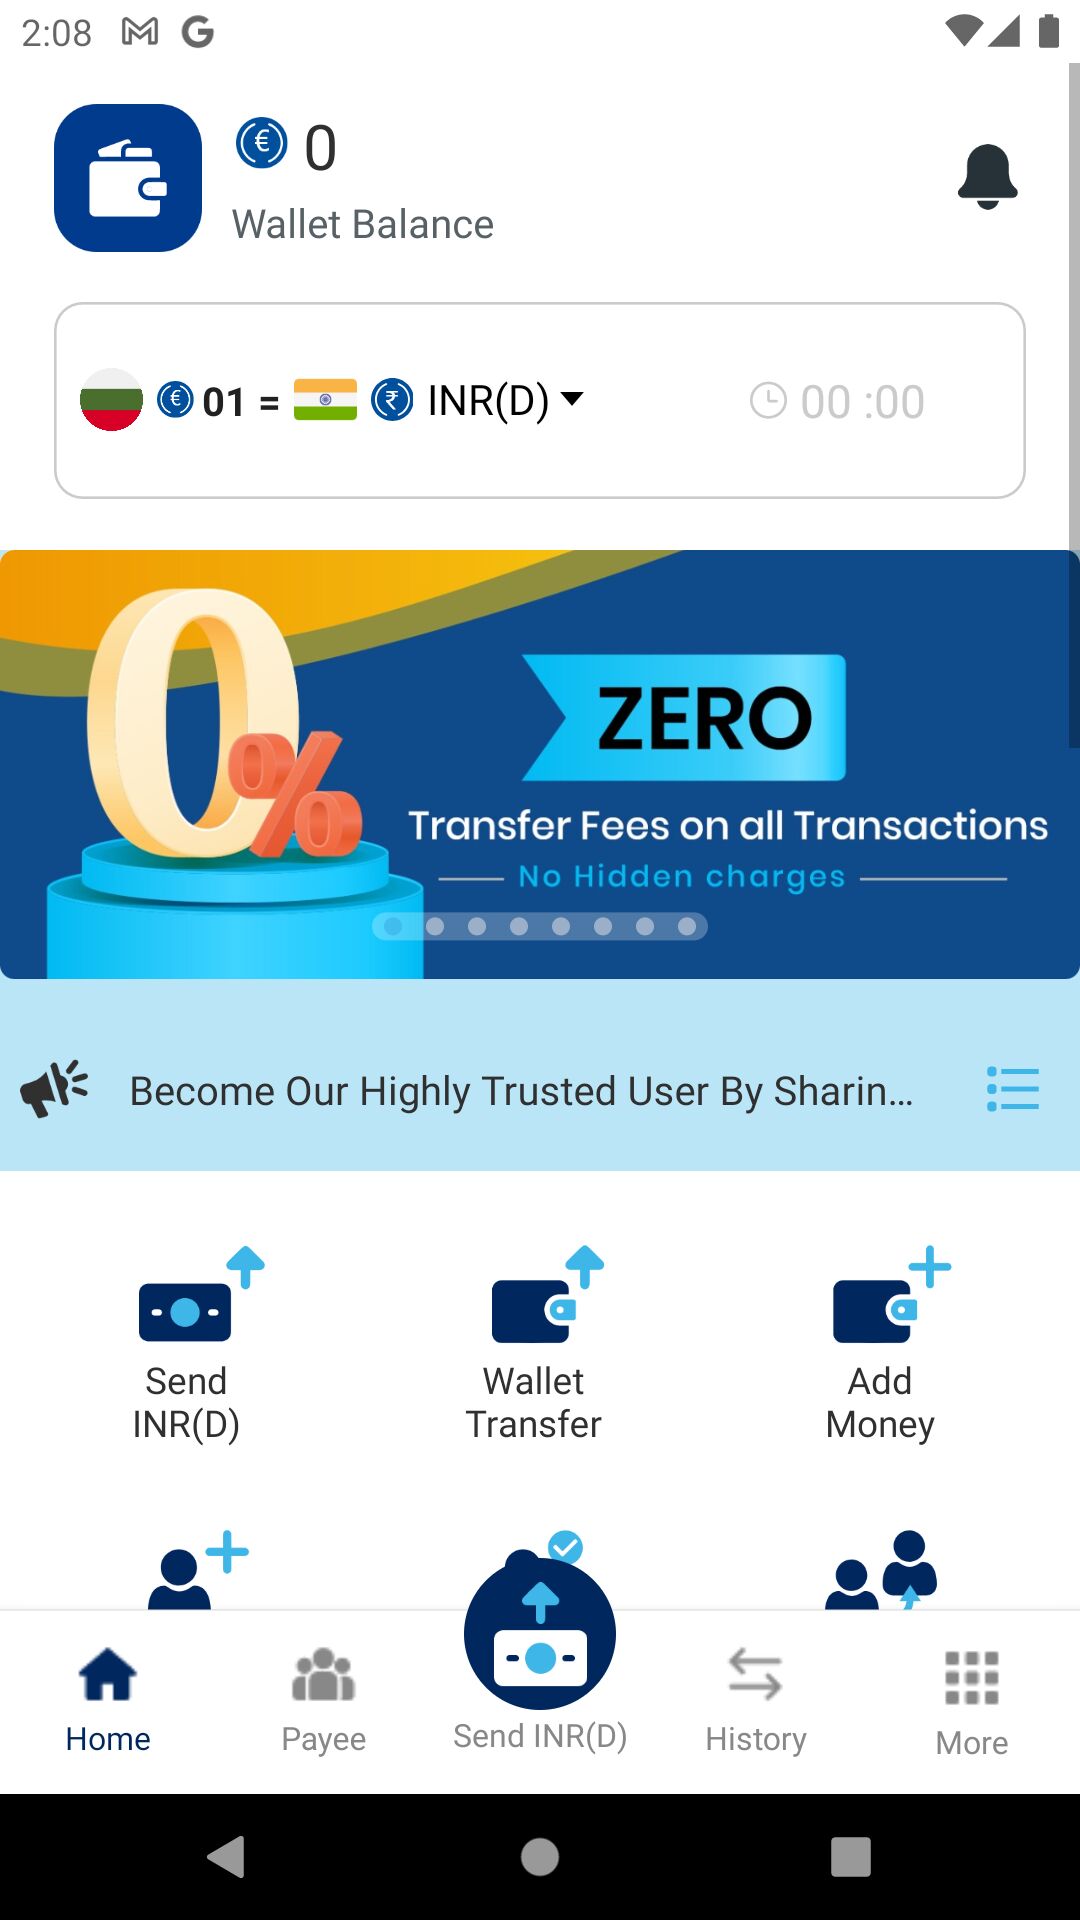 2:08
€ 0
Wallet Balance
€ 01 = ₹ INR(D) 00 :00
0%
ZERO
Transfer Fees on all Transactions
No Hidden charges
Become Our Highly Trusted User By Sharin...
Send INR(D)
Wallet Transfer
Add Money
Home
Payee
Send INR(D)
History
More